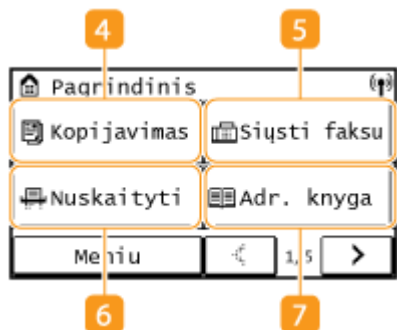 4 5
Pagrindinis
Kopijavimas Siųsti faksu
Nuskaityti Adr. knyga
Meniu 1/5
6 7